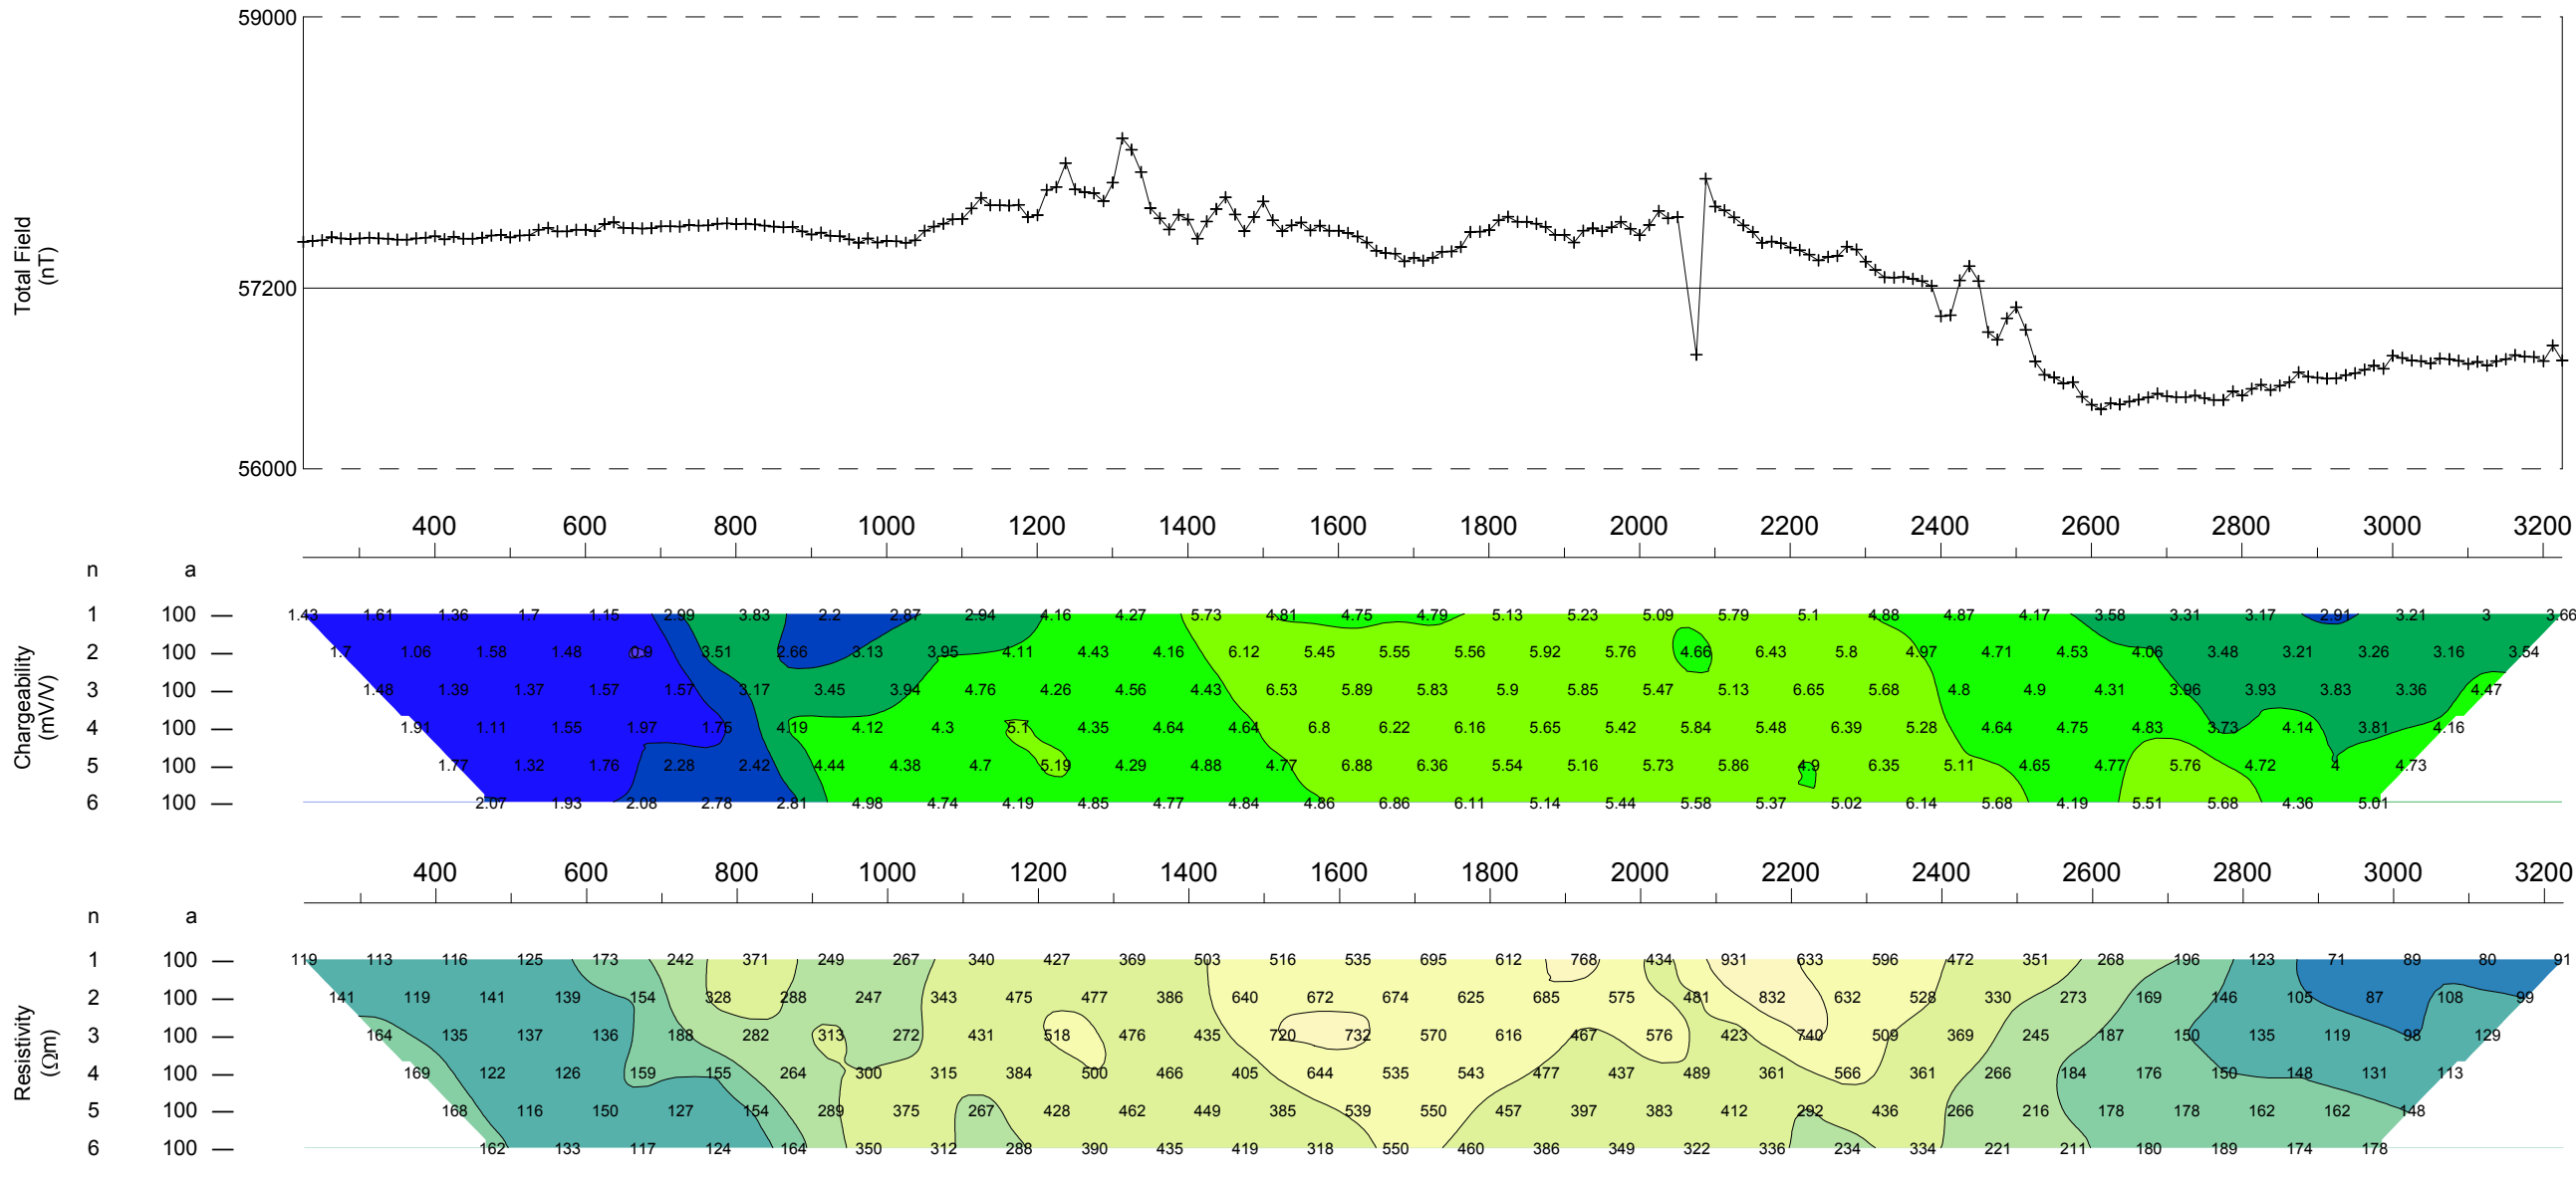 59000
57200
56000
Total Field
(nT)
400 600 800 1000 1200 1400 1600 1800 2000 2200 2400 2600 2800 3000 3200
n a
1 100 1.43 1.61 1.36 1.7 1.15 2.99 3.83 2.2 2.87 2.94 4.16 4.27 5.73 4.81 4.75 4.79 5.13 5.23 5.09 5.79 5.1 4.88 4.87 4.17 3.58 3.31 3.17 2.91 3.21 3 3.66
2 100 1.7 1.06 1.58 1.48 0.9 3.51 2.66 3.13 3.95 4.11 4.43 4.16 6.12 5.45 5.55 5.56 5.92 5.76 4.66 6.43 5.8 4.97 4.71 4.53 4.06 3.48 3.21 3.26 3.16 3.54
3 100 1.48 1.39 1.37 1.57 1.57 3.17 3.45 3.94 4.76 4.26 4.56 4.43 6.53 5.89 5.83 5.9 5.85 5.47 5.13 6.65 5.68 4.8 4.9 4.31 3.96 3.93 3.83 3.36 4.47
4 100 1.91 1.11 1.55 1.97 1.75 4.19 4.12 4.3 5.1 4.35 4.64 4.64 6.8 6.22 6.16 5.65 5.42 5.84 5.48 6.39 5.28 4.64 4.75 4.83 3.73 4.14 3.81 4.16
5 100 1.77 1.32 1.76 2.28 2.42 4.44 4.38 4.7 5.19 4.29 4.88 4.77 6.88 6.36 5.54 5.16 5.73 5.86 4.9 6.35 5.11 4.65 4.77 5.76 4.72 4 4.73
6 100 2.07 1.93 2.08 2.78 2.81 4.98 4.74 4.19 4.85 4.77 4.84 4.86 6.86 6.11 5.14 5.44 5.58 5.37 5.02 6.14 5.68 4.19 5.51 5.68 4.36 5.01
Chargeability
(mV/V)
400 600 800 1000 1200 1400 1600 1800 2000 2200 2400 2600 2800 3000 3200
n a
1 100 119 113 116 125 173 242 371 249 267 340 427 369 503 516 535 695 612 768 434 931 633 596 472 351 268 196 123 71 89 80 91
2 100 141 119 141 139 154 328 288 247 343 475 477 386 640 672 674 625 685 575 481 832 632 528 330 273 169 146 105 87 108 99
3 100 164 135 137 136 188 282 313 272 431 518 476 435 720 732 570 616 467 576 423 740 509 369 245 187 150 135 119 98 129
4 100 169 122 126 159 155 264 300 315 384 500 466 405 644 535 543 477 437 489 361 566 361 266 184 176 150 148 131 113
5 100 168 116 150 127 154 289 375 267 428 462 449 385 539 550 457 397 383 412 292 436 266 216 178 178 162 162 148
6 100 162 133 117 124 164 350 312 288 390 435 419 318 550 460 386 349 322 336 234 334 221 211 180 189 174 178
Resistivity
(Ωm)